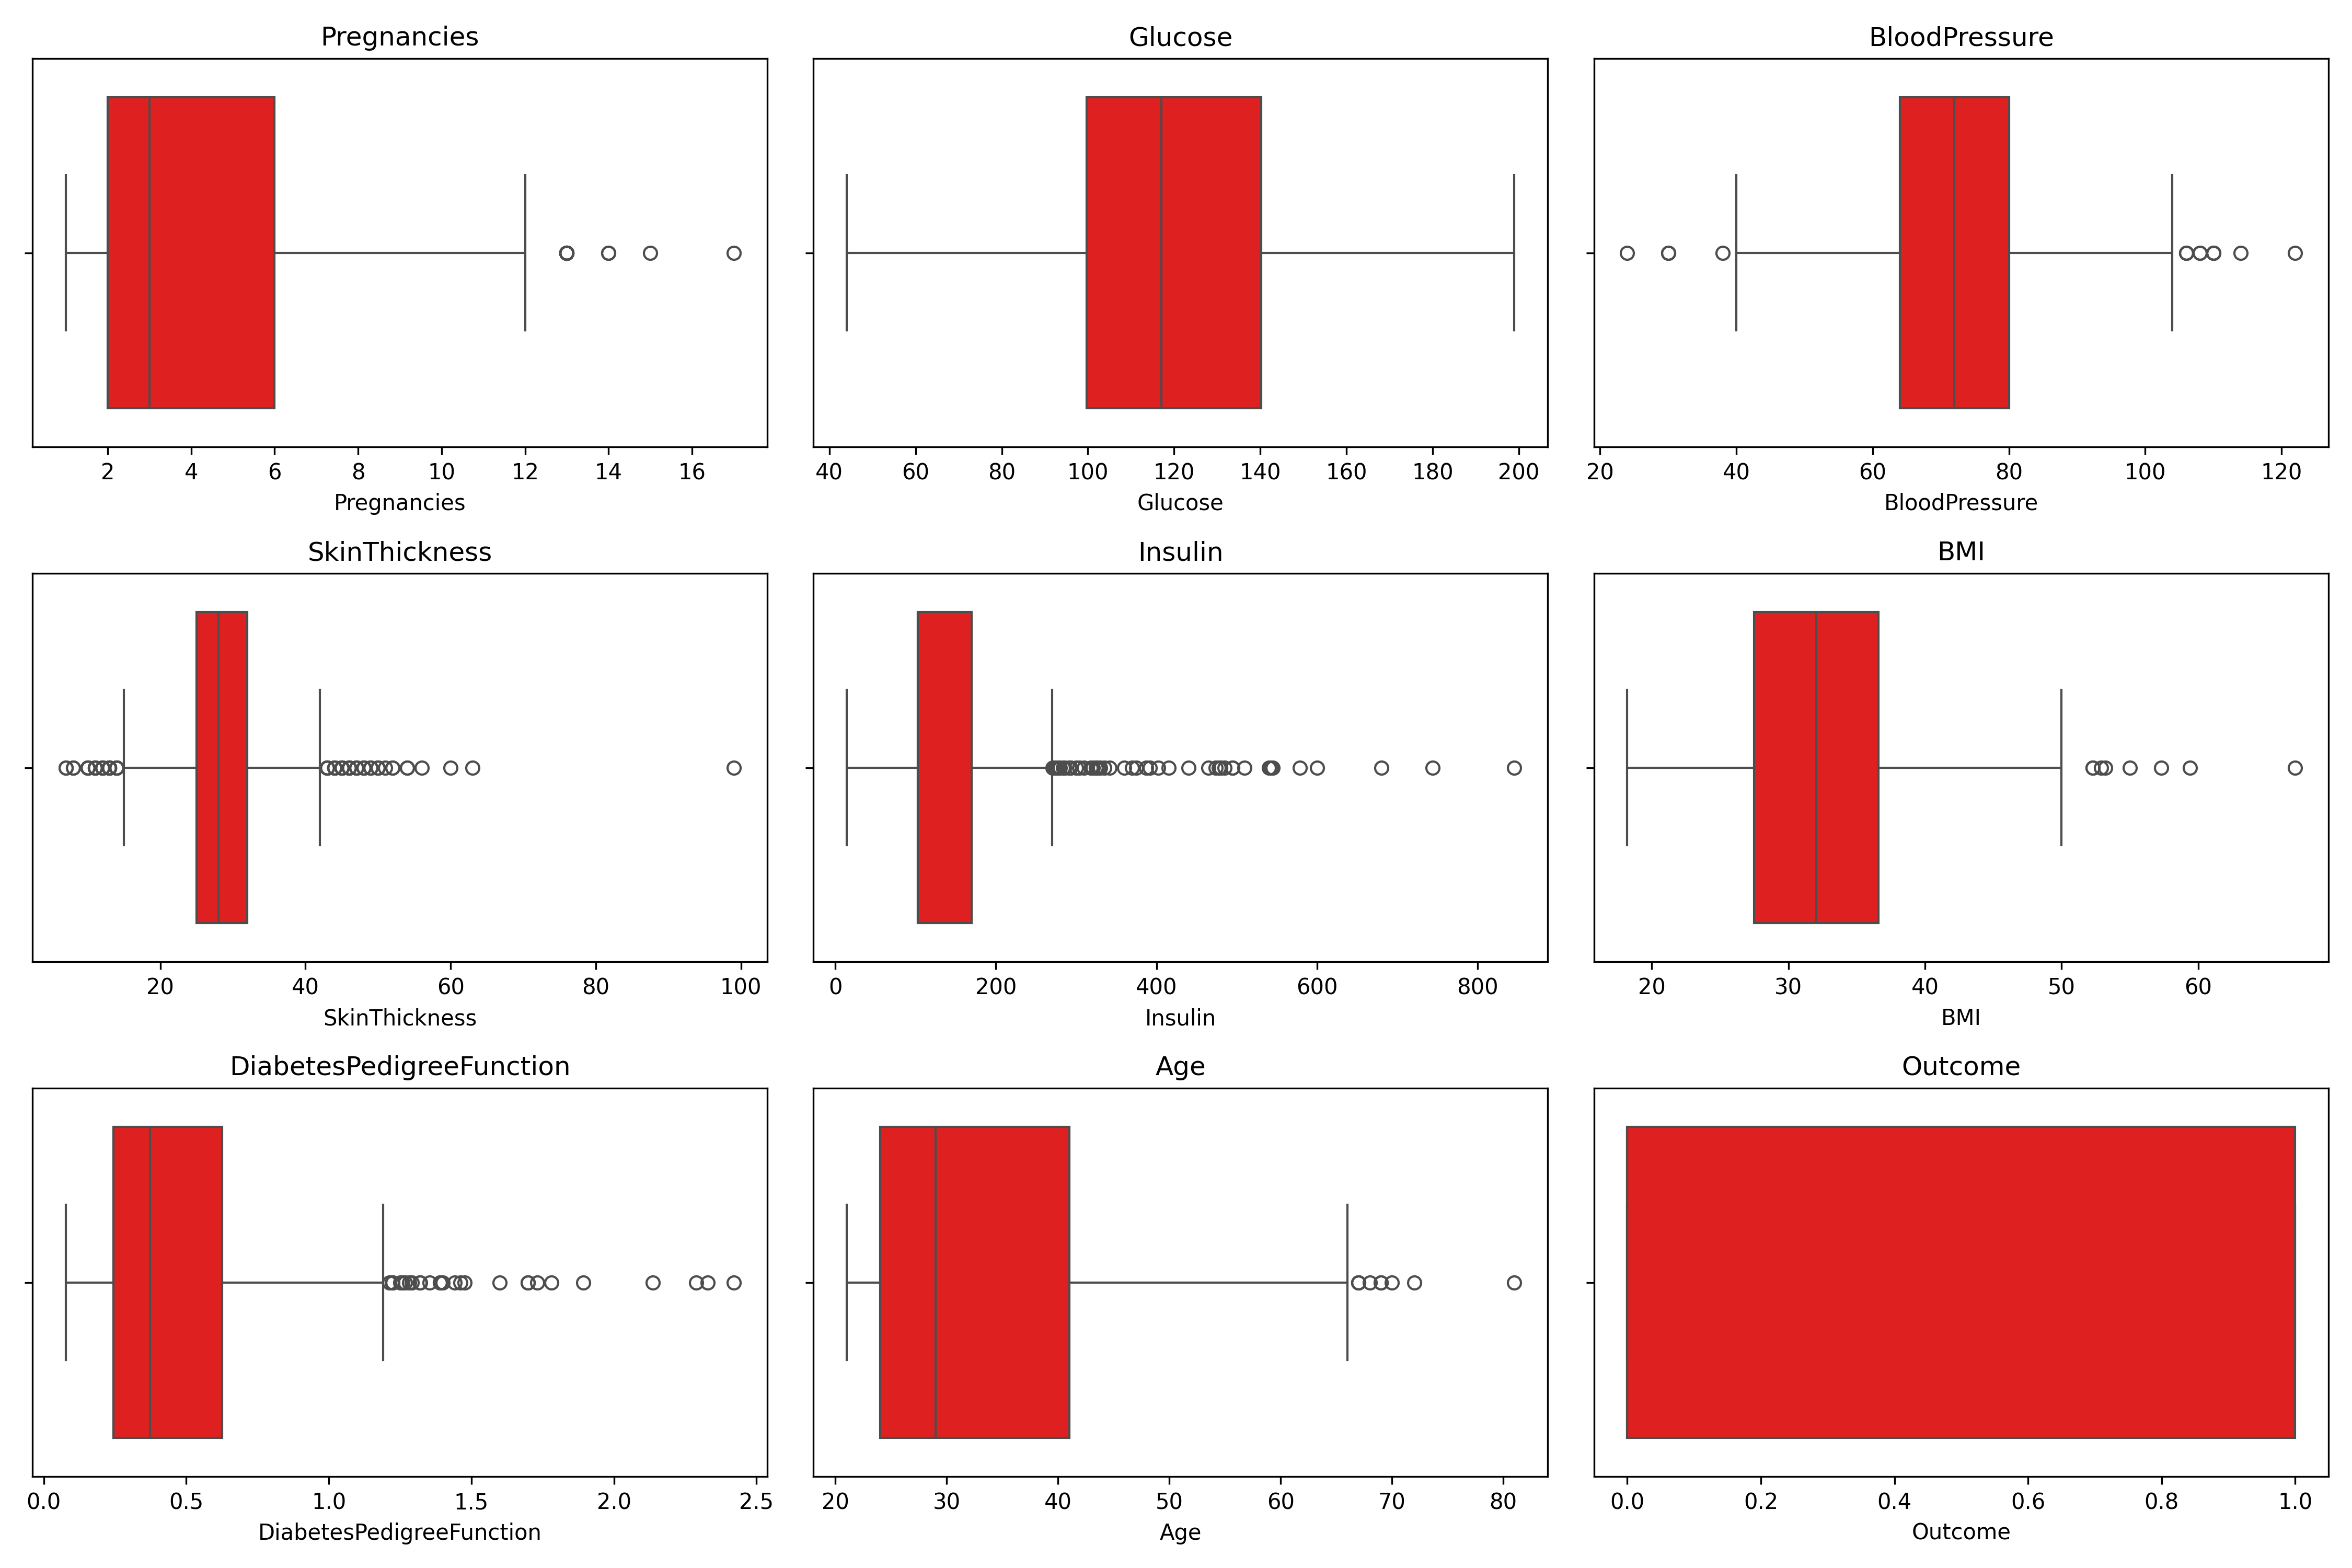 Pregnancies Glucose BloodPressure
2 4 6 8 10 12 14 16 40 60 80 100 120 140 160 180 200 20 40 60 80 100 120
Pregnancies Glucose BloodPressure
SkinThickness Insulin BMI
20 40 60 80 100 0 200 400 600 800 20 30 40 50 60
SkinThickness Insulin BMI
DiabetesPedigreeFunction Age Outcome
0.0 0.5 1.0 1.5 2.0 2.5 20 30 40 50 60 70 80 0.0 0.2 0.4 0.6 0.8 1.0
DiabetesPedigreeFunction Age Outcome